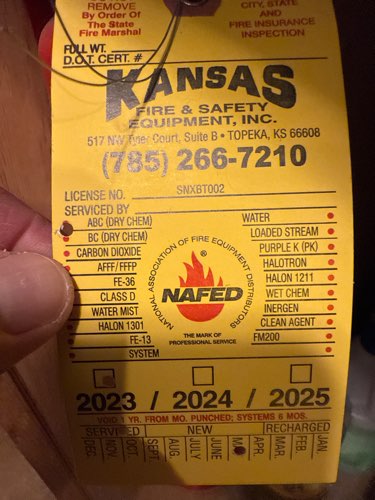 REMOVE
By Order Of
The State
Fire Marshal
CITY, STATE
AND
FIRE INSURANCE
INSPECTION
FULL WT.
D.O.T. CERT. #
KANSAS
FIRE & SAFETY
EQUIPMENT, INC.
517 NW Tyler Court, Suite B • TOPEKA, KS 66608
(785) 266-7210
LICENSE NO. SNXBT002
SERVICED BY
ABC (DRY CHEM)
BC (DRY CHEM)
CARBON DIOXIDE
AFFF/FFFP
FE-36
CLASS D
WATER MIST
HALON 1301
FE-13
SYSTEM
NATIONAL ASSOCIATION OF FIRE EQUIPMENT DISTRIBUTORS
®
NAFED
THE MARK OF
PROFESSIONAL SERVICE
WATER
LOADED STREAM
PURPLE K (PK)
HALOTRON
HALON 1211
WET CHEM
INERGEN
CLEAN AGENT
FM200
2023 / 2024 / 2025
VOID 1 YR. FROM MO. PUNCHED; SYSTEMS 6 MOS.
SERVICED NEW RECHARGED
DEC. NOV. OCT. SEPT. AUG. JULY JUNE APR. MAR. FEB. JAN.